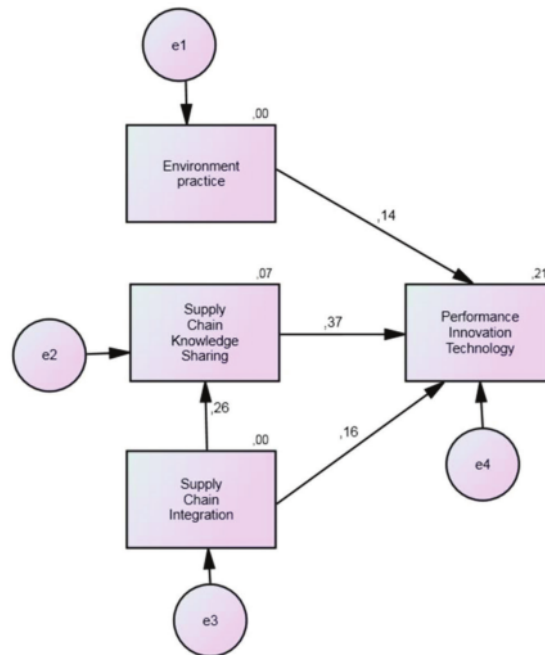 e1
,00
Environment
practice
,14
,07
,21
Supply
Chain
Knowledge
Sharing
,37
Performance
Innovation
Technology
e2
,26
,00
,16
Supply
Chain
Integration
e4
e3